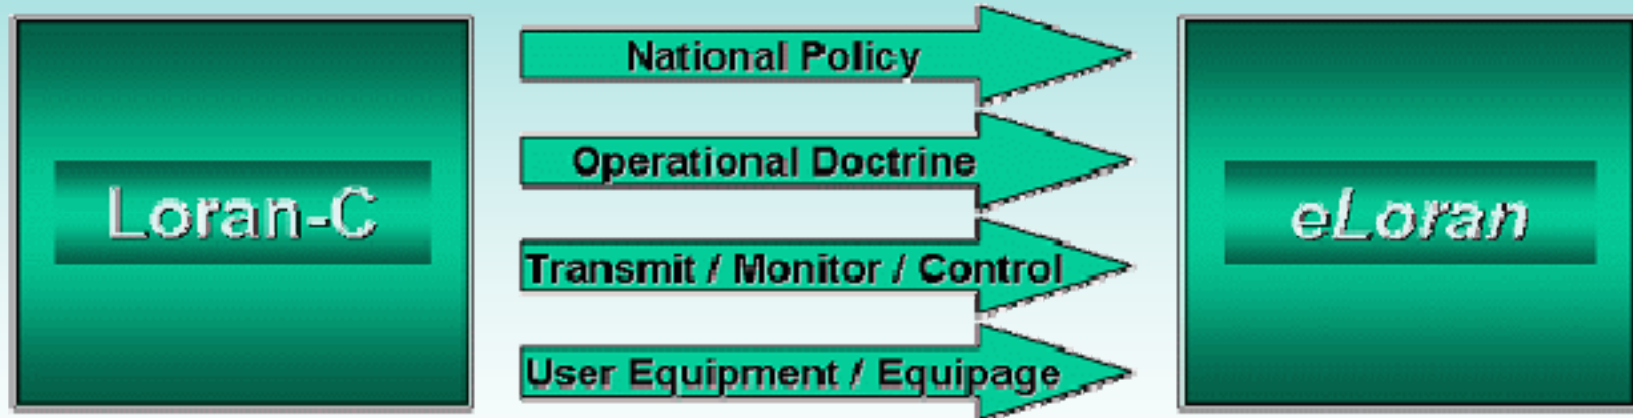 Loran-C
National Policy
Operational Doctrine
Transmit / Monitor / Control
User Equipment / Equipage
eLoran